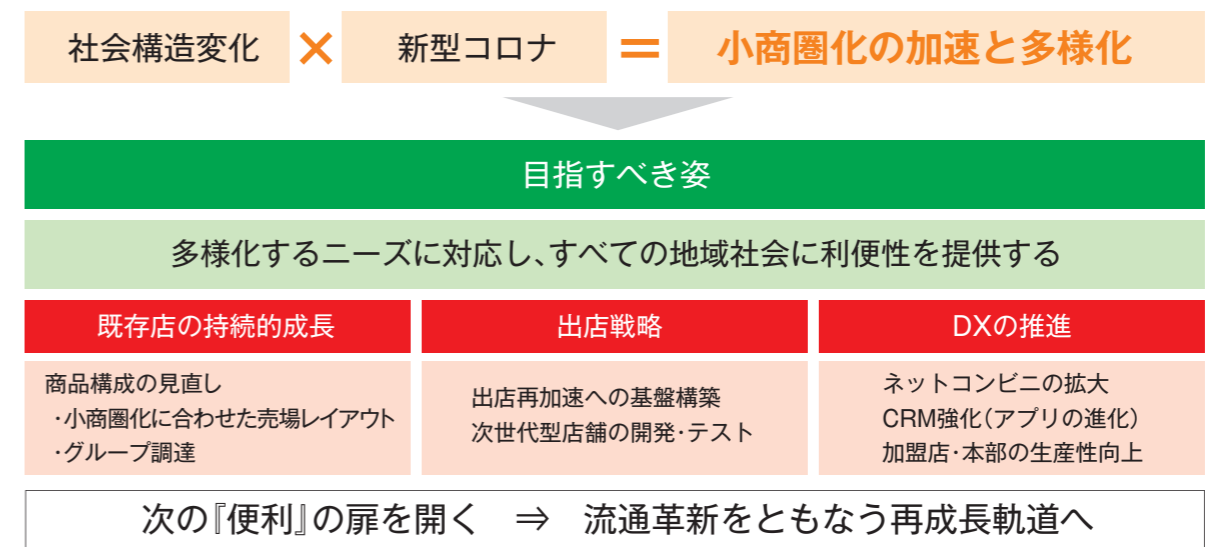 社会構造変化 × 新型コロナ = 小商圏化の加速と多様化
目指すべき姿
多様化するニーズに対応し、すべての地域社会に利便性を提供する
既存店の持続的成長
商品構成の見直し
・小商圏化に合わせた売場レイアウト
・グループ調達
出店戦略
出店再加速への基盤構築
次世代型店舗の開発・テスト
DXの推進
ネットコンビニの拡大
CRM強化（アプリの進化）
加盟店・本部の生産性向上
次の『便利』の扉を開く ⇒ 流通革新をともなう再成長軌道へ